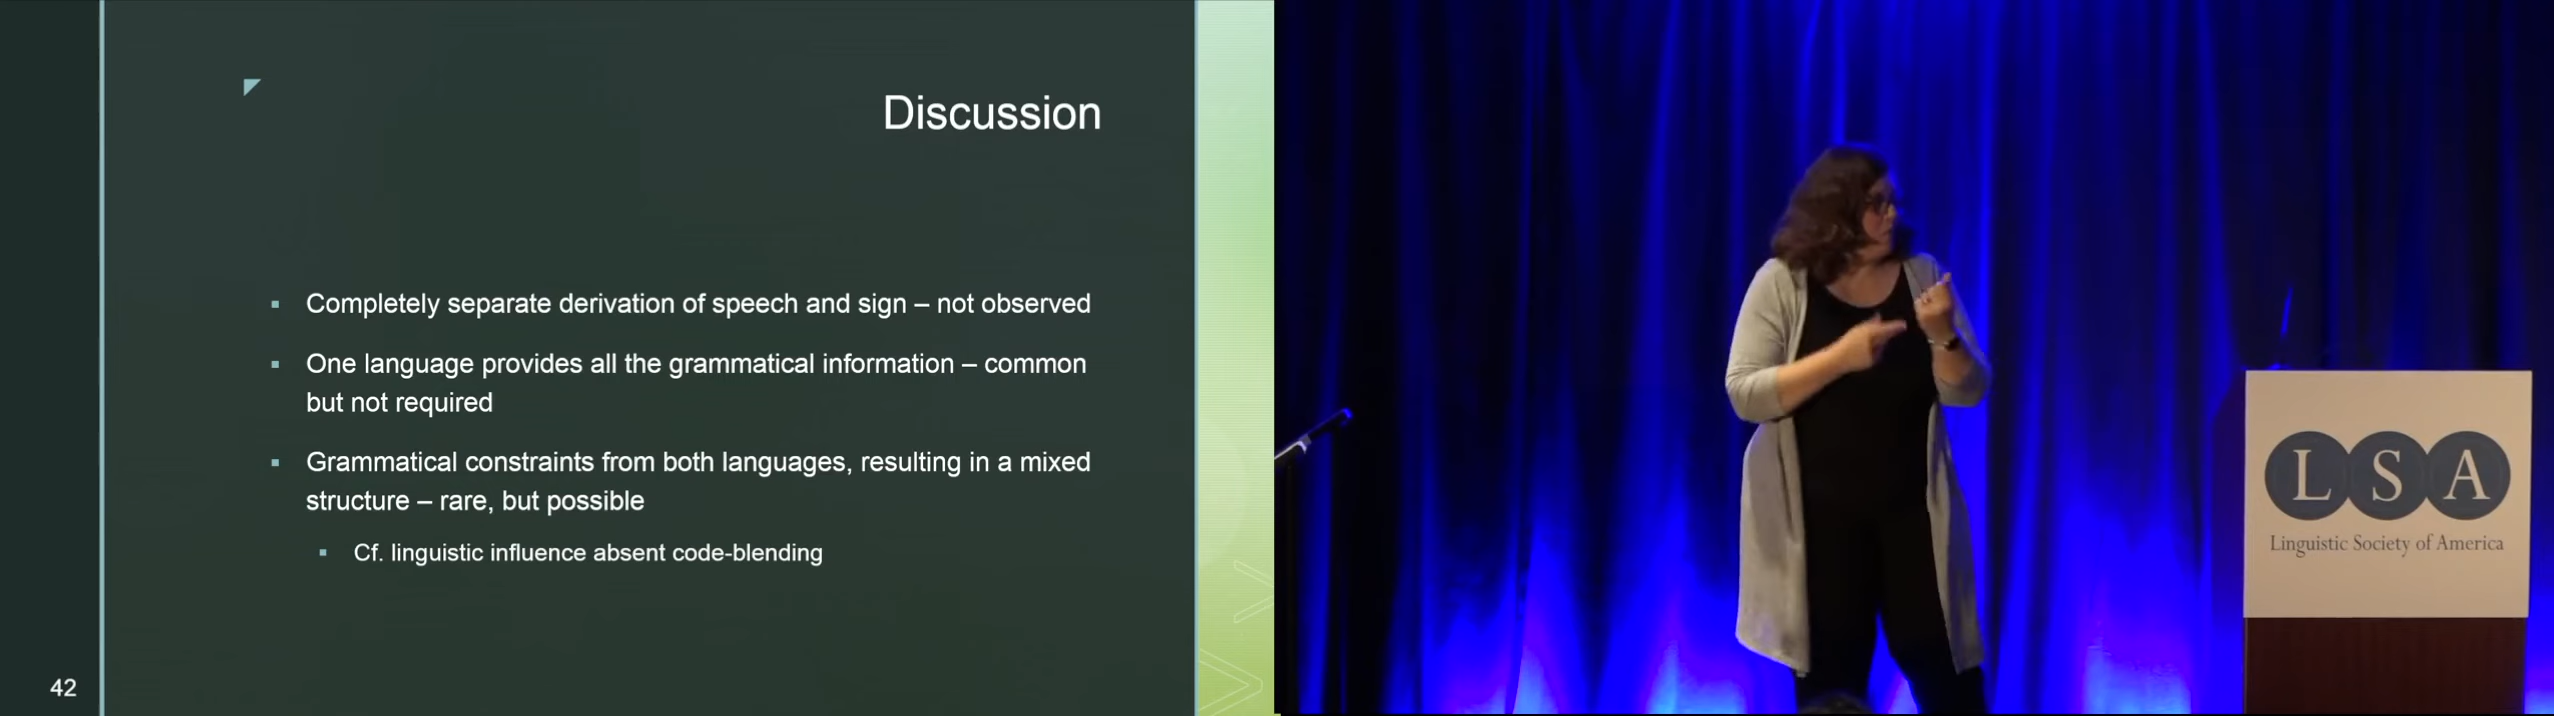 Discussion
▪ Completely separate derivation of speech and sign – not observed
▪ One language provides all the grammatical information – common
but not required
▪ Grammatical constraints from both languages, resulting in a mixed
structure – rare, but possible
▪ Cf. linguistic influence absent code-blending
42
LSA
Linguistic Society of America